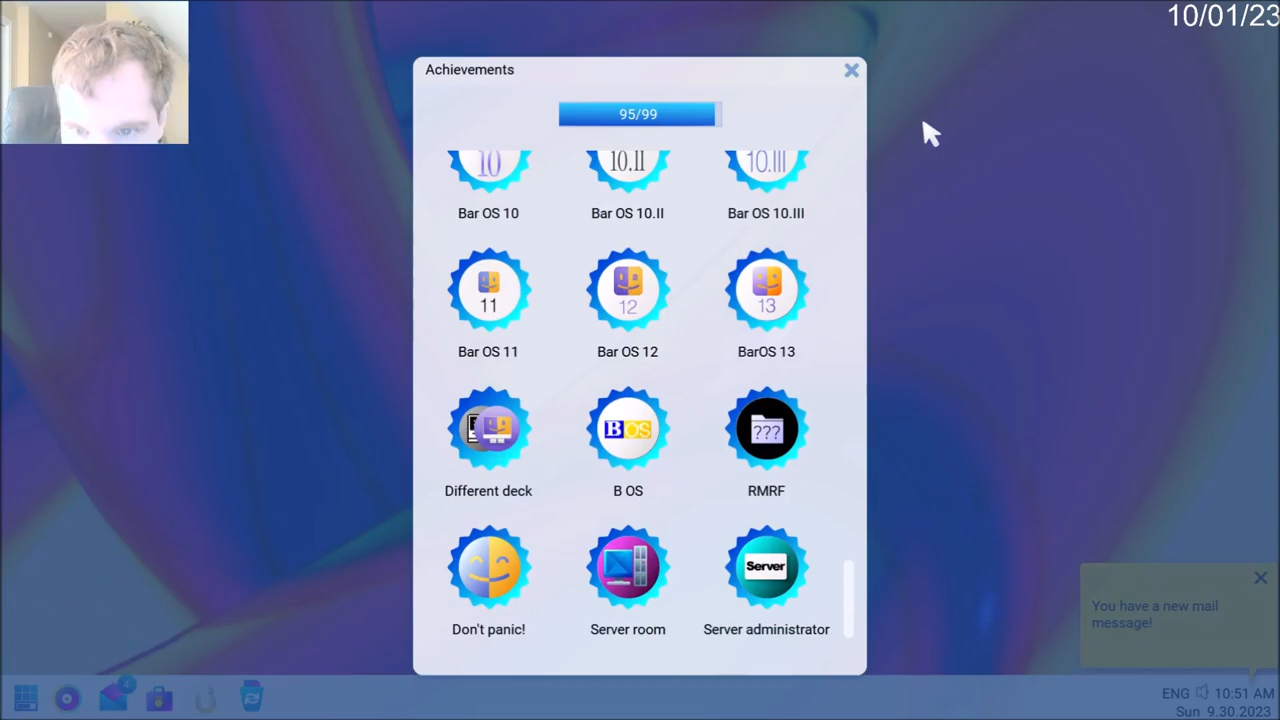 10/01/23
Achievements
95/99
10
10.II
10.III
Bar OS 10
Bar OS 10.II
Bar OS 10.III
11
12
13
Bar OS 11
Bar OS 12
BarOS 13
B OS
???
Different deck
B OS
RMRF
Server
Don't panic!
Server room
Server administrator
You have a new mail
message!
4
ENG 10:51 AM
Sun 9.30.2023